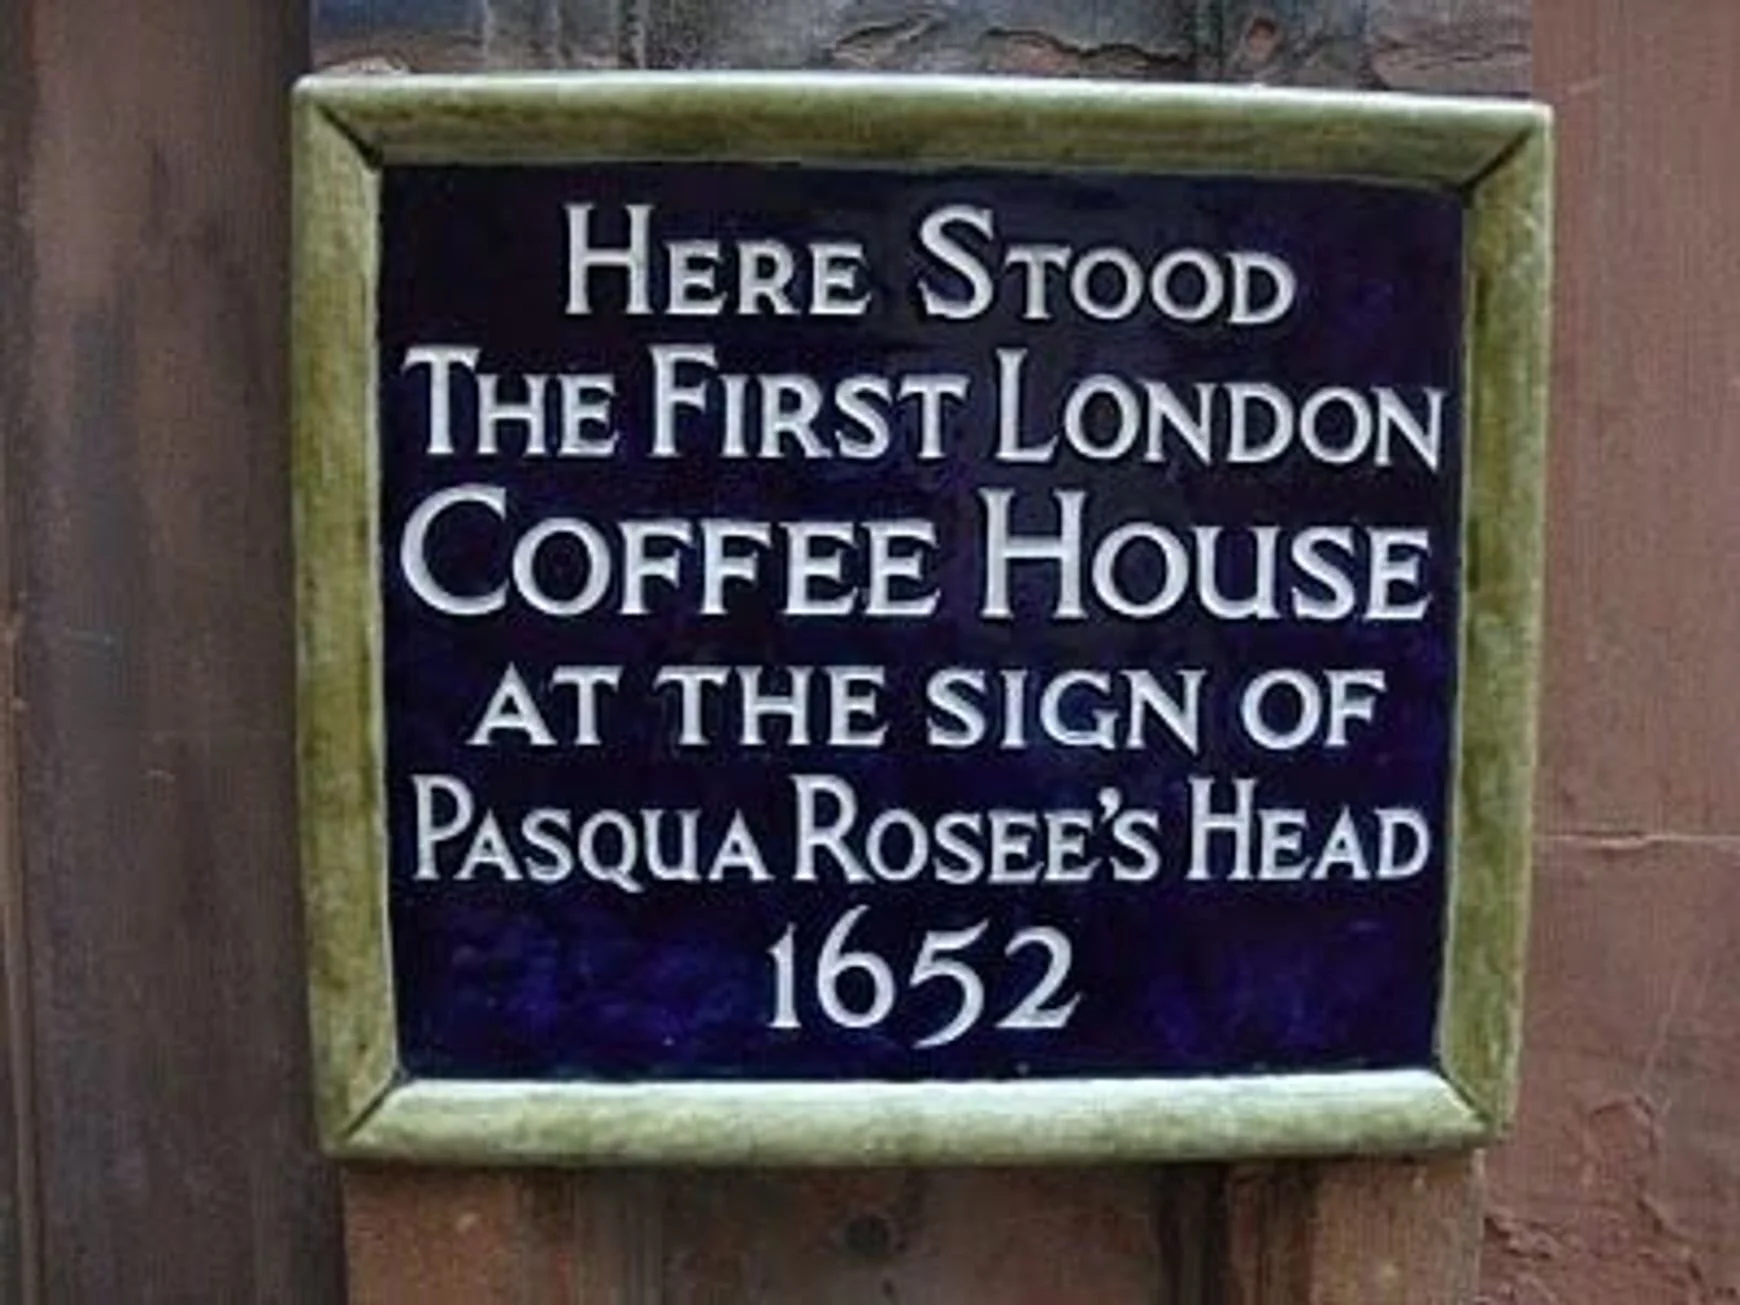 HERE STOOD
THE FIRST LONDON
COFFEE HOUSE
AT THE SIGN OF
PASQUA ROSEE'S HEAD
1652